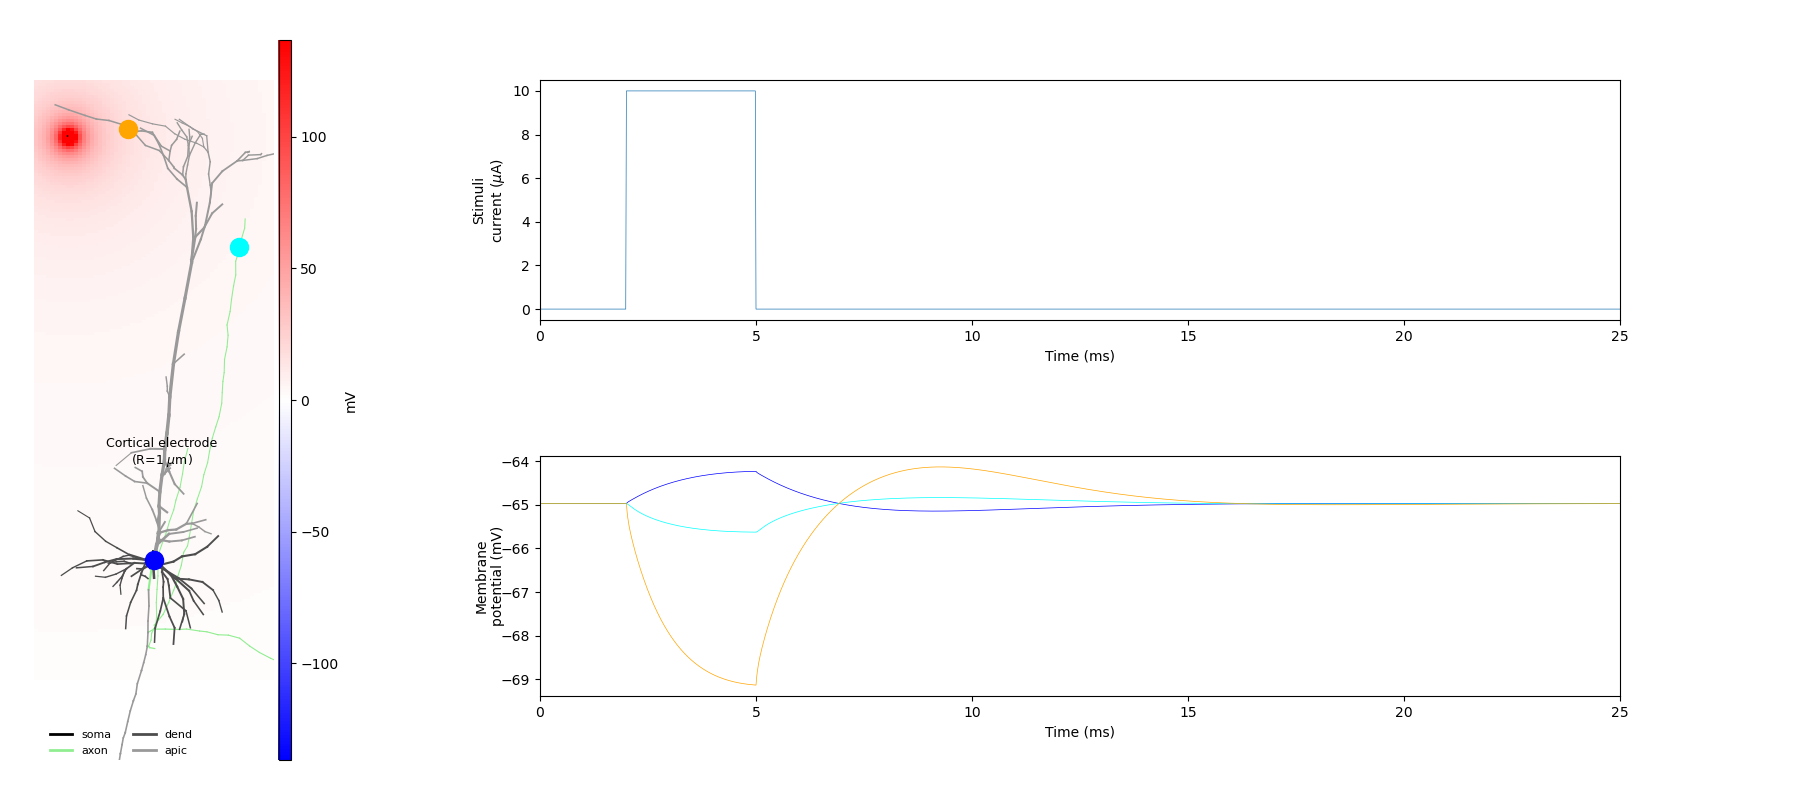 100
50
0
−50
−100
mV
Cortical electrode
(R=1 μm)
soma
dend
axon
apic
10
8
6
4
2
0
Stimuli
current (μA)
0
5
10
15
20
25
Time (ms)
−64
−65
−66
−67
−68
−69
Membrane
potential (mV)
0
5
10
15
20
25
Time (ms)